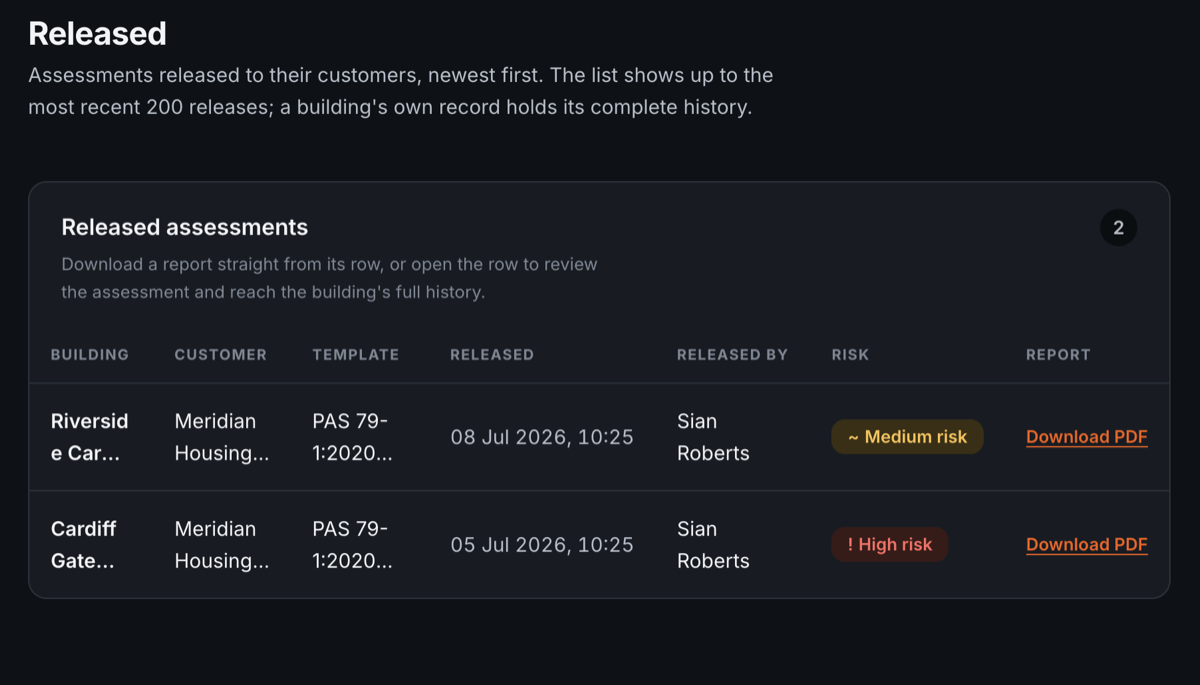 Released
Assessments released to their customers, newest first. The list shows up to the
most recent 200 releases; a building's own record holds its complete history.
Released assessments
2
Download a report straight from its row, or open the row to review
the assessment and reach the building's full history.
BUILDING CUSTOMER TEMPLATE RELEASED RELEASED BY RISK REPORT
Riversid
e Car...
Meridian
Housing...
PAS 79-
1:2020...
08 Jul 2026, 10:25
Sian
Roberts
~ Medium risk
Download PDF
Cardiff
Gate...
Meridian
Housing...
PAS 79-
1:2020...
05 Jul 2026, 10:25
Sian
Roberts
! High risk
Download PDF